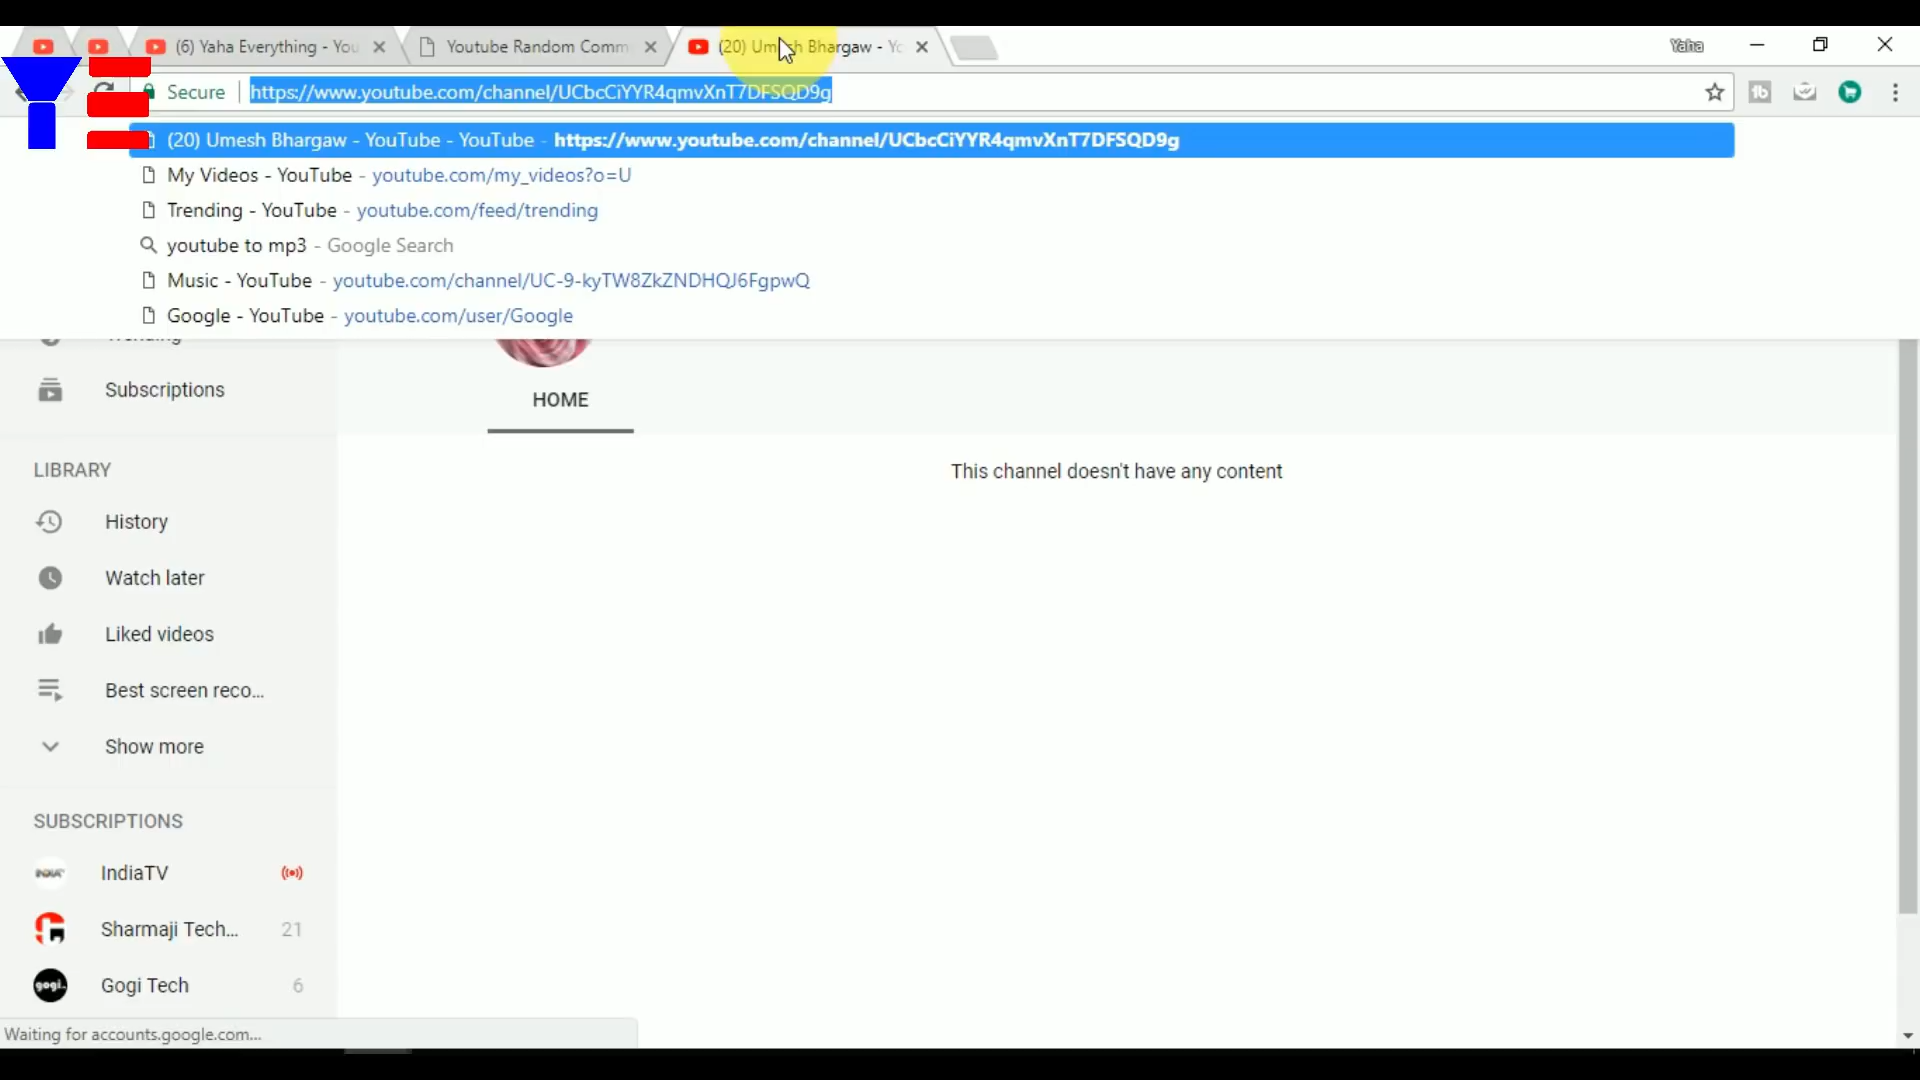 (6) Yaha Everything - You
Youtube Random Comm
(20) Umesh Bhargaw - Yo
Yaha
Secure
https://www.youtube.com/channel/UCbcCiYYR4qmvXnT7DFSQD9g
(20) Umesh Bhargaw - YouTube - YouTube - https://www.youtube.com/channel/UCbcCiYYR4qmvXnT7DFSQD9g
My Videos - YouTube - youtube.com/my_videos?o=U
Trending - YouTube - youtube.com/feed/trending
youtube to mp3 - Google Search
Music - YouTube - youtube.com/channel/UC-9-kyTW8ZkZNDHQJ6FgpwQ
Google - YouTube - youtube.com/user/Google
Trending
Subscriptions
HOME
This channel doesn't have any content
LIBRARY
History
Watch later
Liked videos
Best screen reco...
Show more
SUBSCRIPTIONS
IndiaTV
Sharmaji Tech... 21
gogi. Gogi Tech 6
Waiting for accounts.google.com...